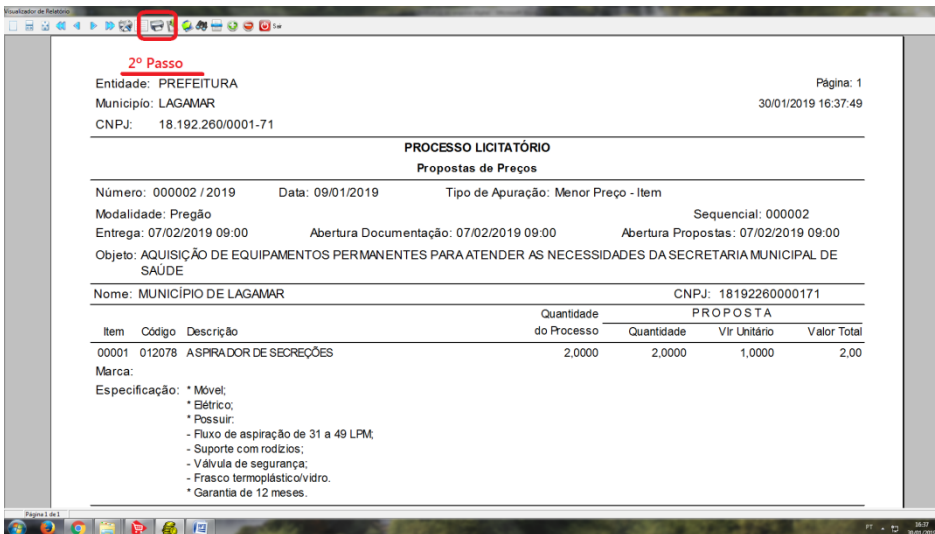 Visualizador de Relatório
Sair
2º Passo
Entidade: PREFEITURA Página: 1
Município: LAGAMAR 30/01/2019 16:37:49
CNPJ: 18.192.260/0001-71
PROCESSO LICITATÓRIO
Propostas de Preços
Número: 000002 / 2019 Data: 09/01/2019 Tipo de Apuração: Menor Preço - Item
Modalidade: Pregão Sequencial: 000002
Entrega: 07/02/2019 09:00 Abertura Documentação: 07/02/2019 09:00 Abertura Propostas: 07/02/2019 09:00
Objeto: AQUISIÇÃO DE EQUIPAMENTOS PERMANENTES PARA ATENDER AS NECESSIDADES DA SECRETARIA MUNICIPAL DE
SAÚDE
Nome: MUNICÍPIO DE LAGAMAR CNPJ: 18192260000171
Quantidade PROPOSTA
Item Código Descrição do Processo Quantidade Vlr Unitário Valor Total
00001 012078 ASPIRADOR DE SECREÇÕES 2,0000 2,0000 1,0000 2,00
Marca:
Especificação: * Móvel;
* Elétrico;
* Possuir:
- Fluxo de aspiração de 31 a 49 LPM;
- Suporte com rodízios;
- Válvula de segurança;
- Frasco termoplástico/vidro.
* Garantia de 12 meses.
Página 1 de 1
PT 16:37
30/01/2019